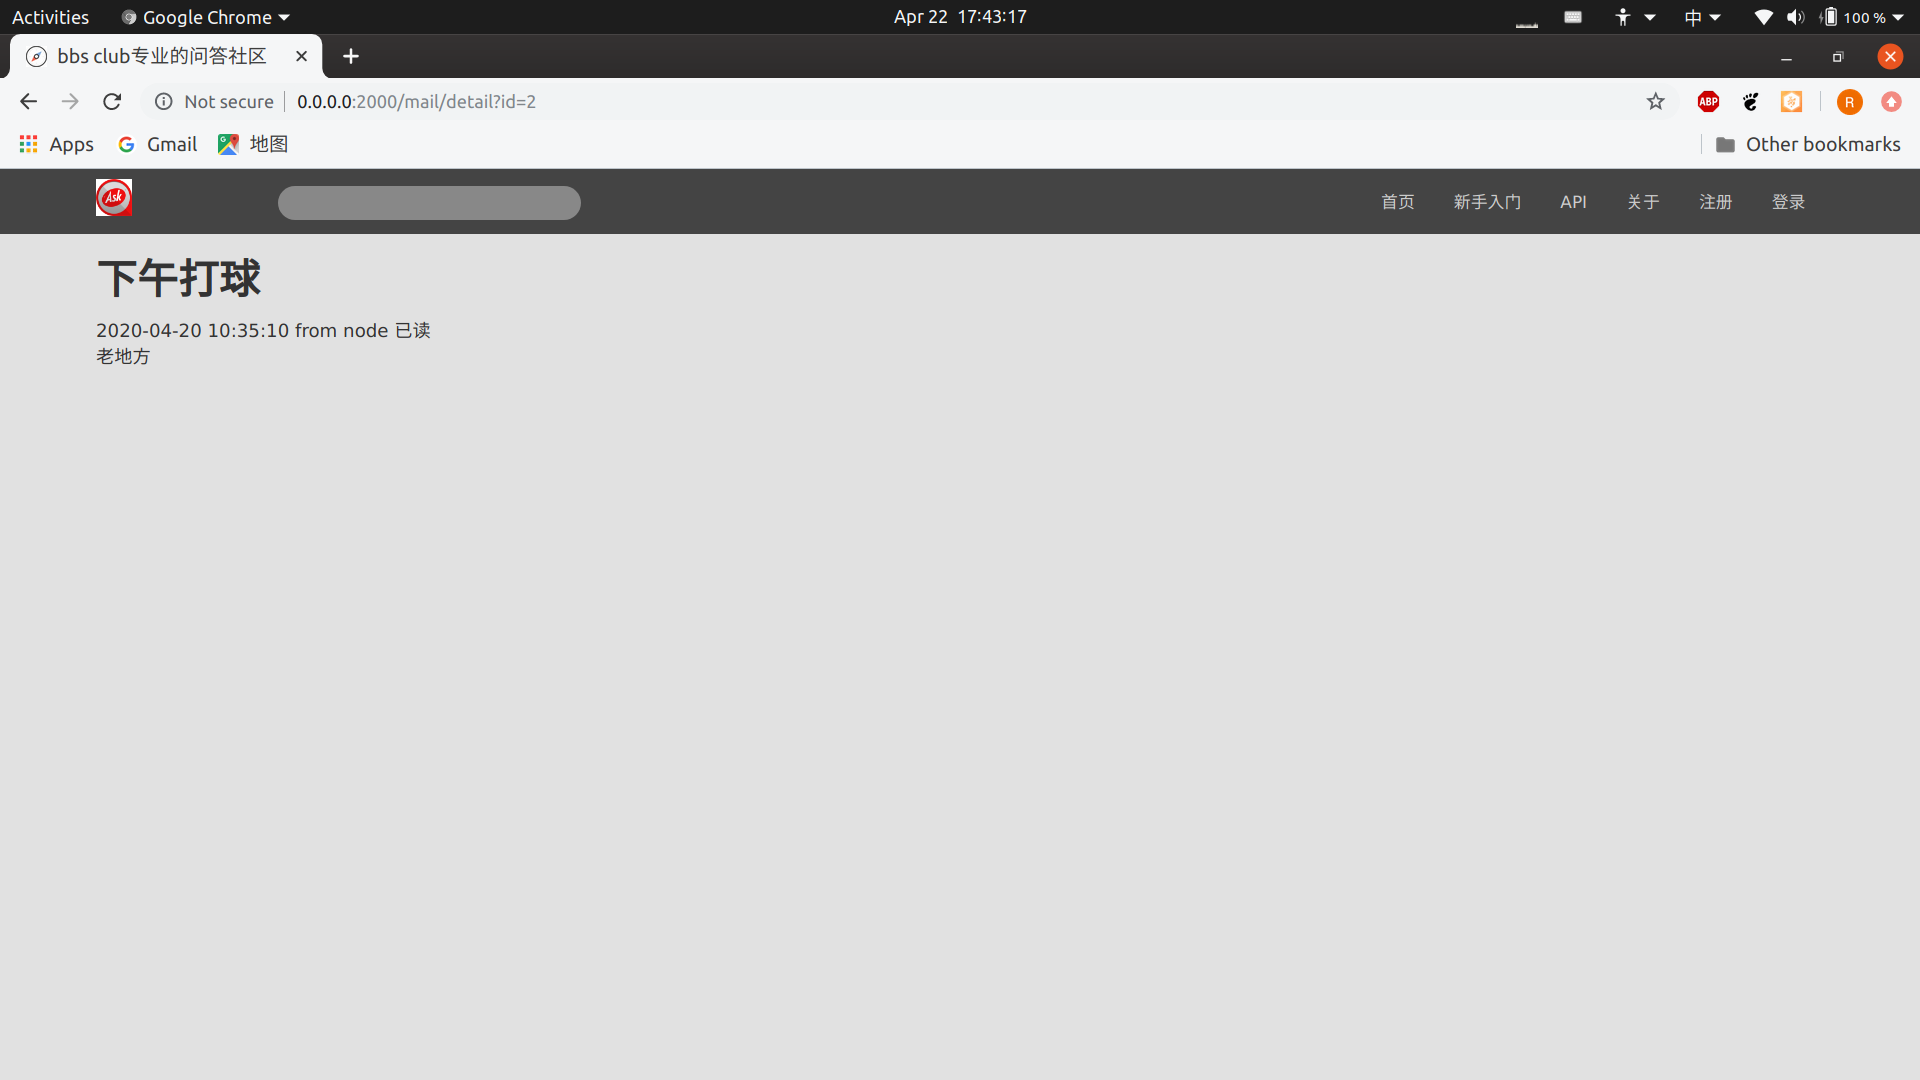 Activities Google Chrome Apr 22 17:43:17 中 100 %
bbs club专业的问答社区
Not secure 0.0.0.0:2000/mail/detail?id=2 ABP R
Apps Gmail 地图 Other bookmarks
Ask 首页 新手入门 API 关于 注册 登录
下午打球
2020-04-20 10:35:10 from node 已读
老地方